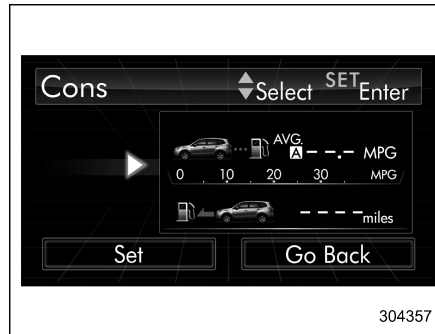 Cons Select SET Enter
AVG.
A --.- MPG
0 10 20 30 MPG
---- miles
Set Go Back
304357